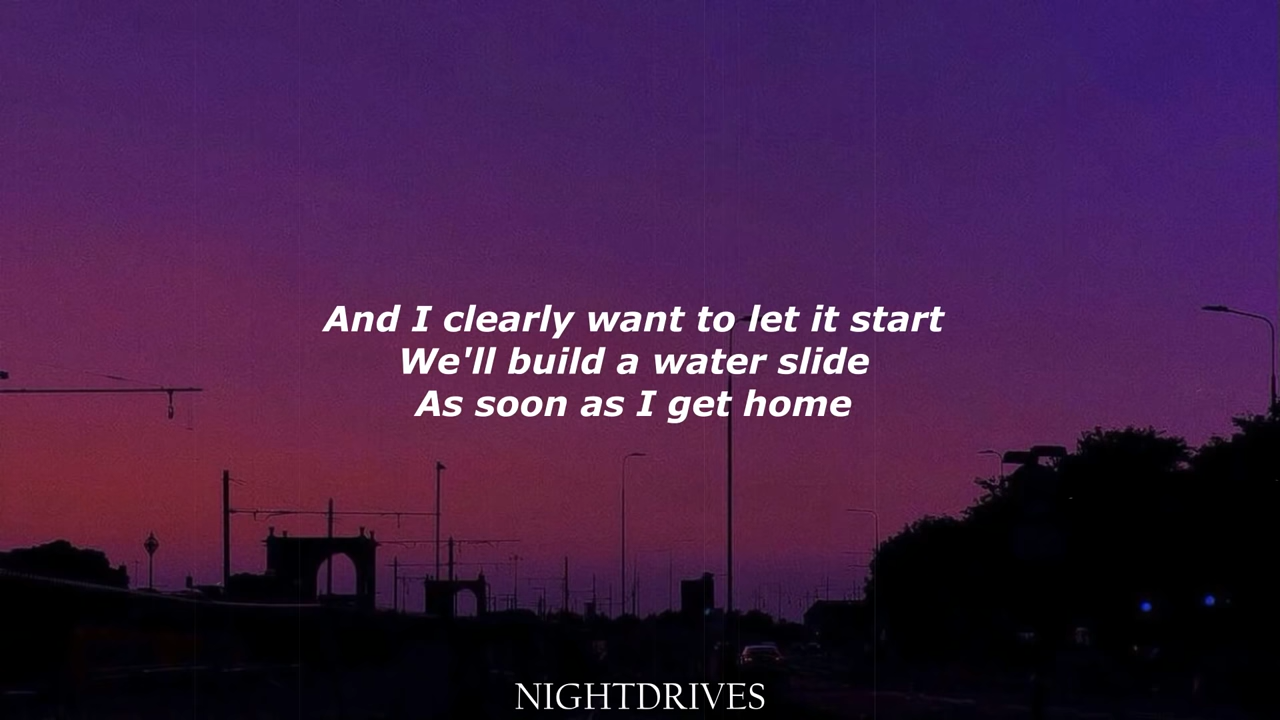 And I clearly want to let it start
We'll build a water slide
As soon as I get home
NIGHTDRIVES